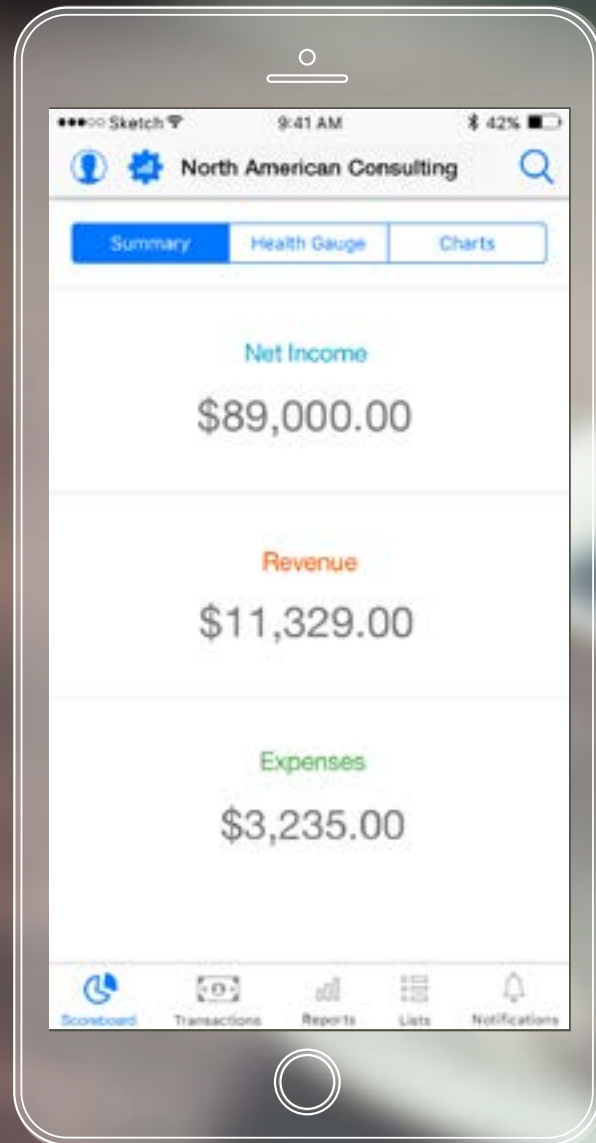 Sketch 9:41 AM 42%
North American Consulting
Summary Health Gauge Charts
Net Income
$89,000.00
Revenue
$11,329.00
Expenses
$3,235.00
Scoreboard Transactions Reports Lists Notifications